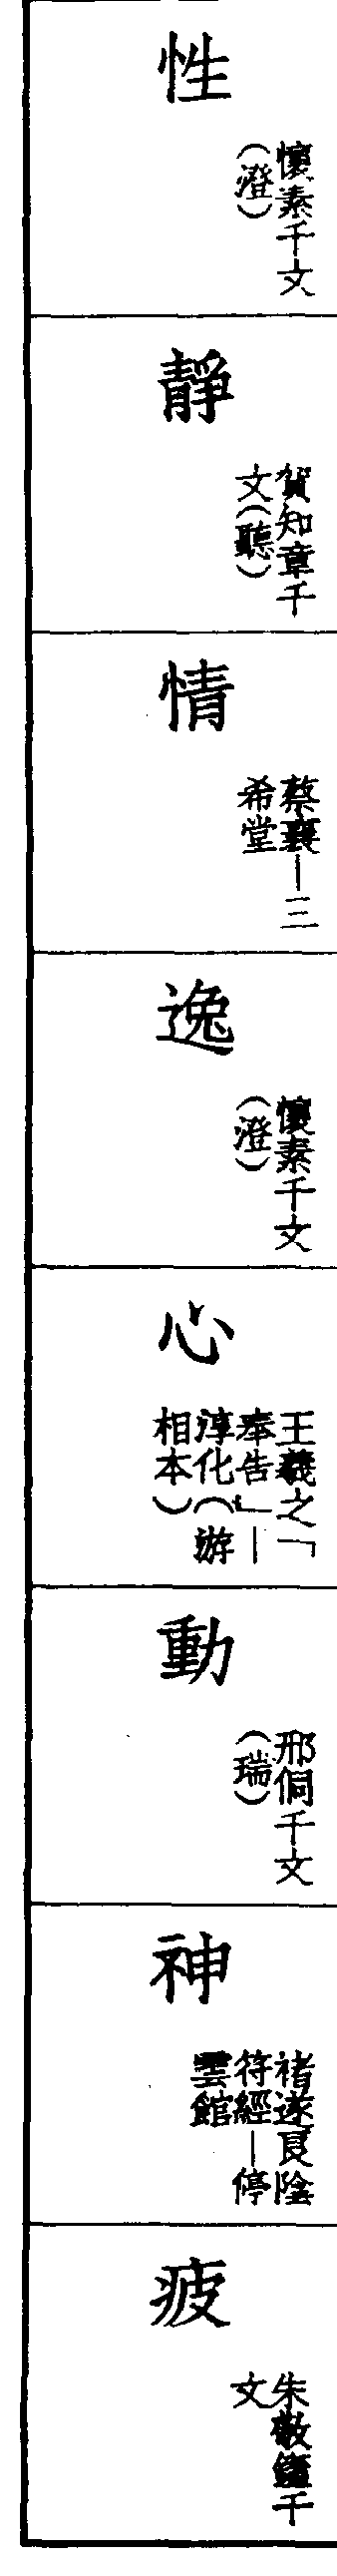 性
懷素千文
（澄）
靜
賀知章千
文（聽）
情
蔡襄—三
希堂
逸
懷素千文
（澄）
心
王羲之「
奉告」—
淳化（游
相本）
動
邢侗千文
（瑞）
神
褚遂良陰
符經—停
雲館
疲
朱敬鑪千
文